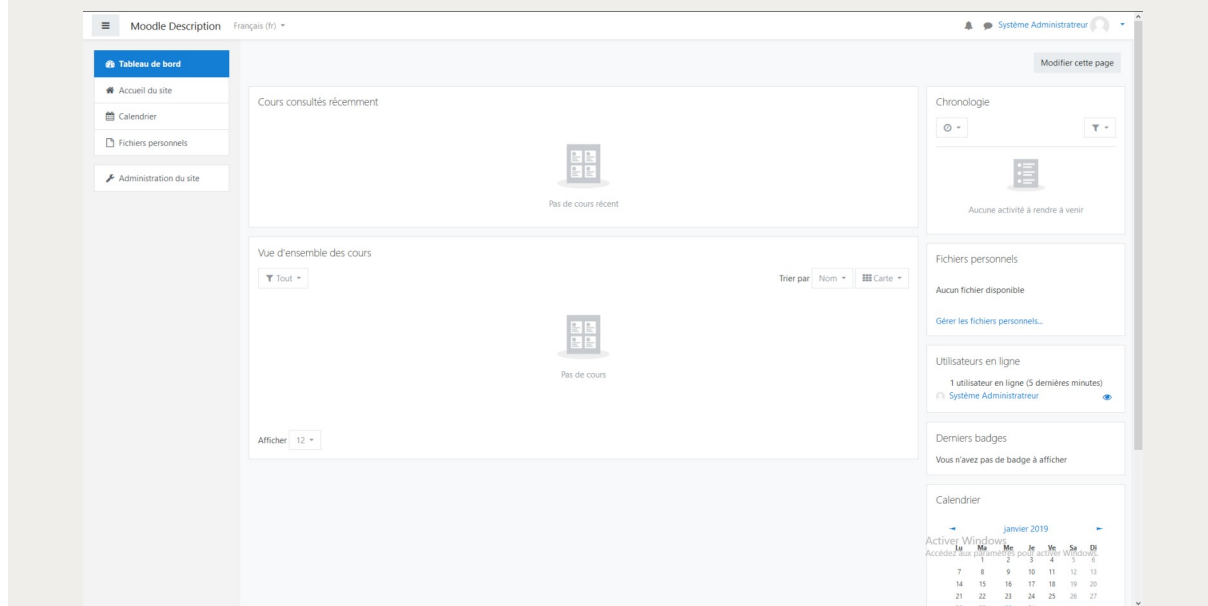 Moodle Description Français (fr)
Système Administratreur
Tableau de bord
Accueil du site
Calendrier
Fichiers personnels
Administration du site
Modifier cette page
Cours consultés récemment
Pas de cours récent
Vue d'ensemble des cours
Tout
Trier par Nom Carte
Pas de cours
Afficher 12
Chronologie
Aucune activité à rendre à venir
Fichiers personnels
Aucun fichier disponible
Gérer les fichiers personnels...
Utilisateurs en ligne
1 utilisateur en ligne (5 dernières minutes)
Système Administratreur
Derniers badges
Vous n'avez pas de badge à afficher
Calendrier
janvier 2019
Activer Windows
Accédez aux paramètres pour activer Windows.
Lu Ma Me Je Ve Sa Di
1 2 3 4 5 6
7 8 9 10 11 12 13
14 15 16 17 18 19 20
21 22 23 24 25 26 27